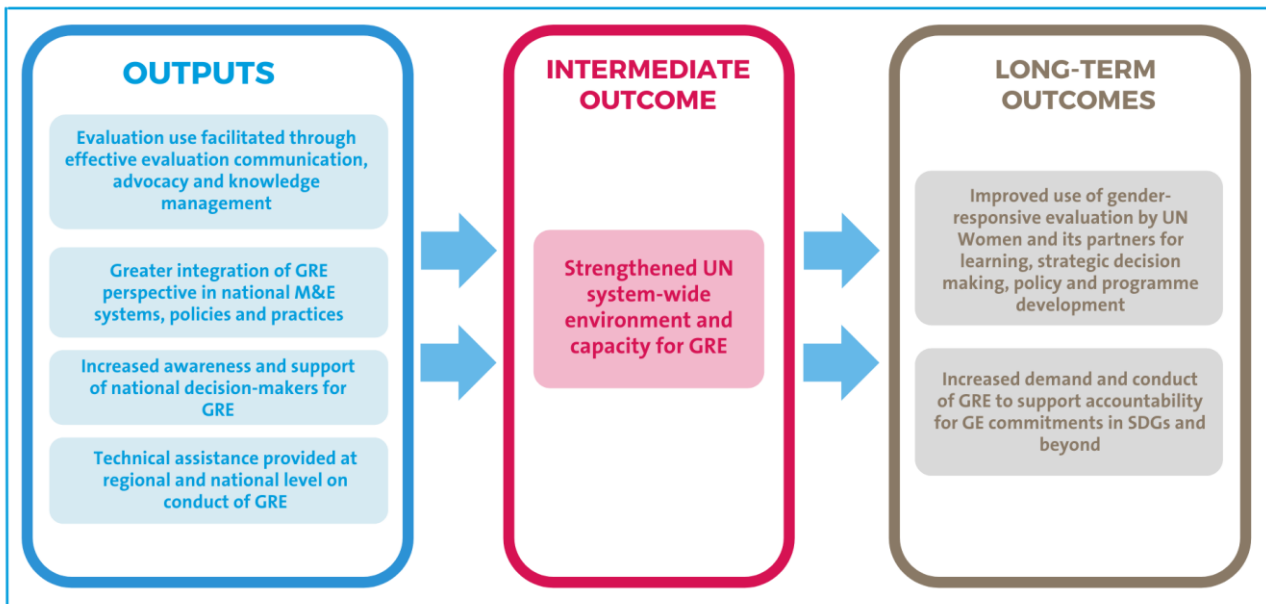 OUTPUTS
Evaluation use facilitated through
effective evaluation communication,
advocacy and knowledge
management
Greater integration of GRE
perspective in national M&E
systems, policies and practices
Increased awareness and support
of national decision-makers for
GRE
Technical assistance provided at
regional and national level on
conduct of GRE
INTERMEDIATE
OUTCOME
Strengthened UN
system-wide
environment and
capacity for GRE
LONG-TERM
OUTCOMES
Improved use of gender-
responsive evaluation by UN
Women and its partners for
learning, strategic decision
making, policy and programme
development
Increased demand and conduct
of GRE to support accountability
for GE commitments in SDGs and
beyond